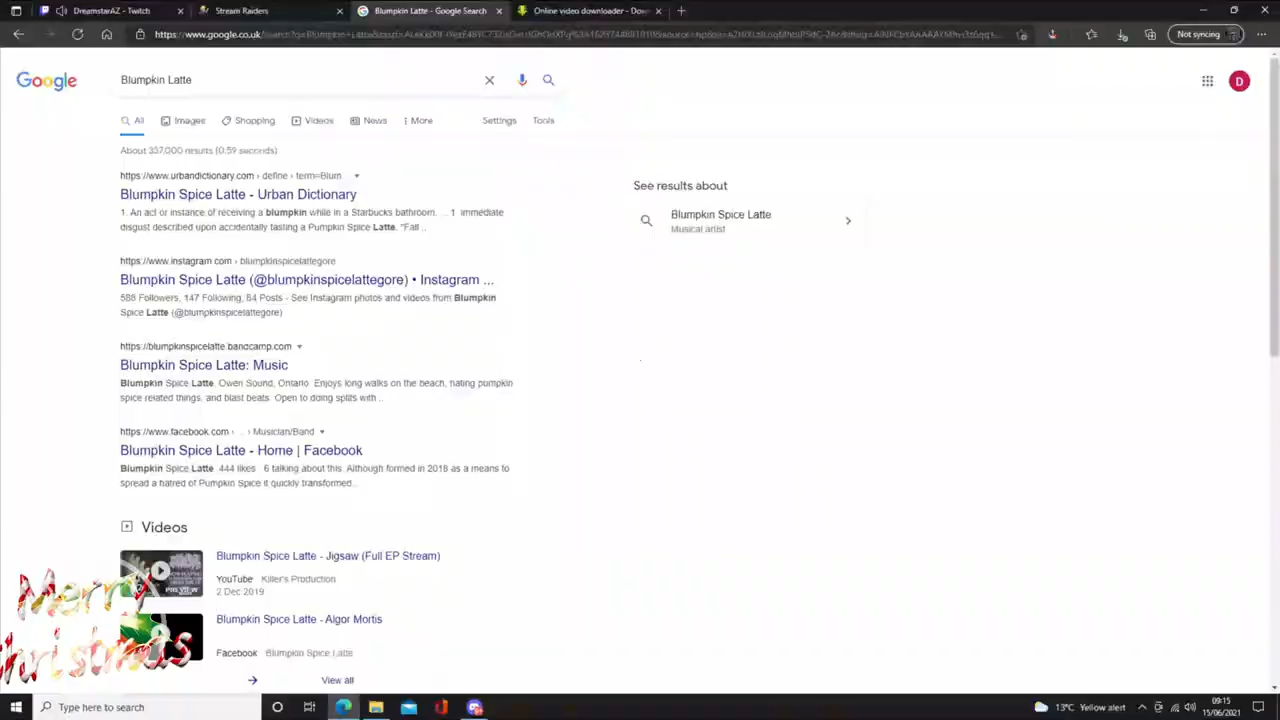 DreamstarAZ - Twitch
Stream Raiders
Blumpkin Latte - Google Search
Online video downloader - Dow
https://www.google.co.uk
Not syncing
Google
Blumpkin Latte
D
All
Images
Shopping
Videos
News
More
Settings
Tools
About 337,000 results (0.59 seconds)
https://www.urbandictionary.com › define › term=Blum
Blumpkin Spice Latte - Urban Dictionary
1. An act or instance of receiving a blumpkin while in a Starbucks bathroom. ... 1. immediate
disgust described upon accidentally tasting a Pumpkin Spice Latte. "Fall ..
See results about
Blumpkin Spice Latte
Musical artist
https://www.instagram.com › blumpkinspicelattegore
Blumpkin Spice Latte (@blumpkinspicelattegore) • Instagram ...
588 Followers, 147 Following, 84 Posts - See Instagram photos and videos from Blumpkin
Spice Latte (@blumpkinspicelattegore)
https://blumpkinspicelatte.bandcamp.com
Blumpkin Spice Latte: Music
Blumpkin Spice Latte. Owen Sound, Ontario. Enjoys long walks on the beach, hating pumpkin
spice related things, and blast beats. Open to doing splits with ..
https://www.facebook.com › ... › Musician/Band
Blumpkin Spice Latte - Home | Facebook
Blumpkin Spice Latte. 444 likes · 6 talking about this. Although formed in 2018 as a means to
spread a hatred of Pumpkin Spice it quickly transformed...
Videos
Blumpkin Spice Latte - Jigsaw (Full EP Stream)
YouTube · Killer's Production
2 Dec 2019
Blumpkin Spice Latte - Algor Mortis
Facebook · Blumpkin Spice Latte
View all
Merry
Christmas
Type here to search
13°C Yellow alert
09:15
15/06/2021